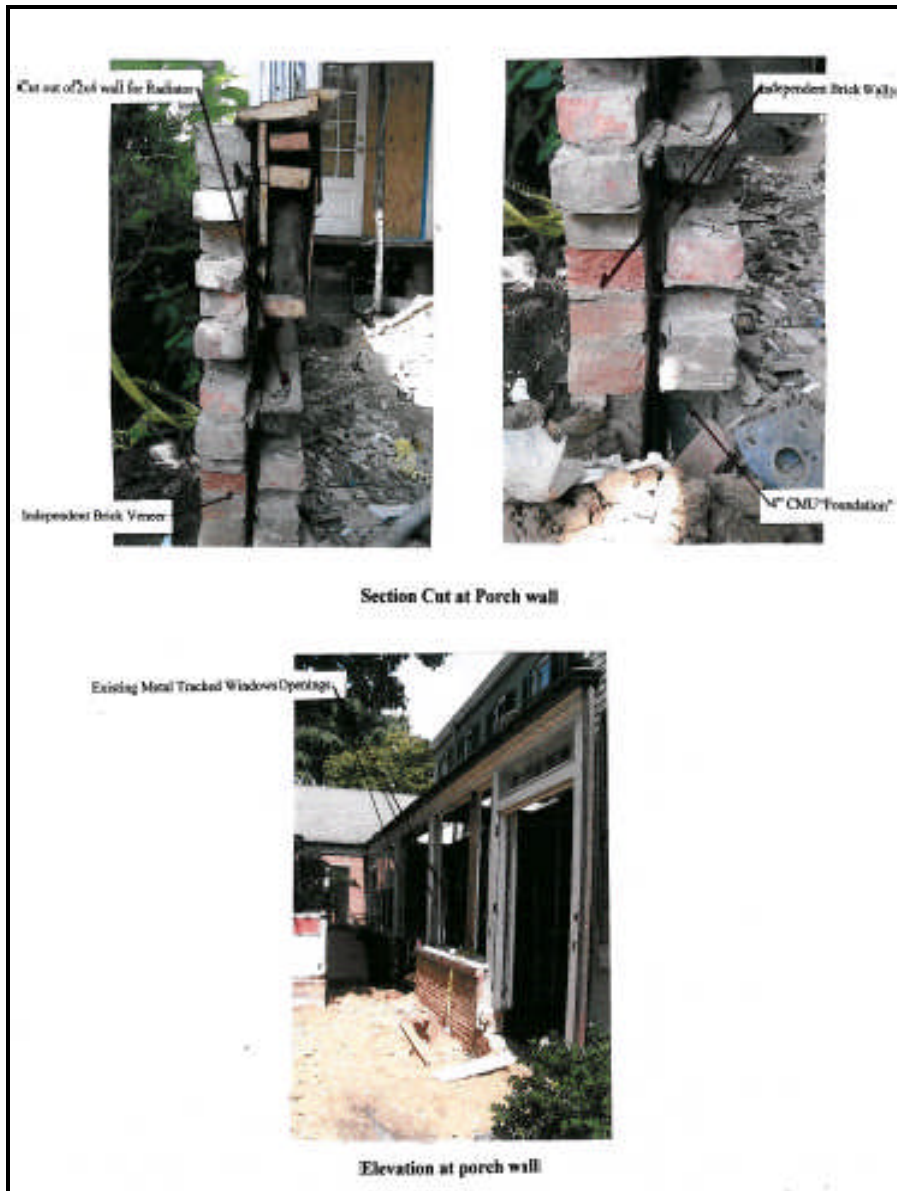 Cut out of 2x6 wall for Radiator
Independent Brick Walls
Independent Brick Veneer
4" CMU "Foundation"
Section Cut at Porch wall
Existing Metal Tracked Windows Openings
Elevation at porch wall